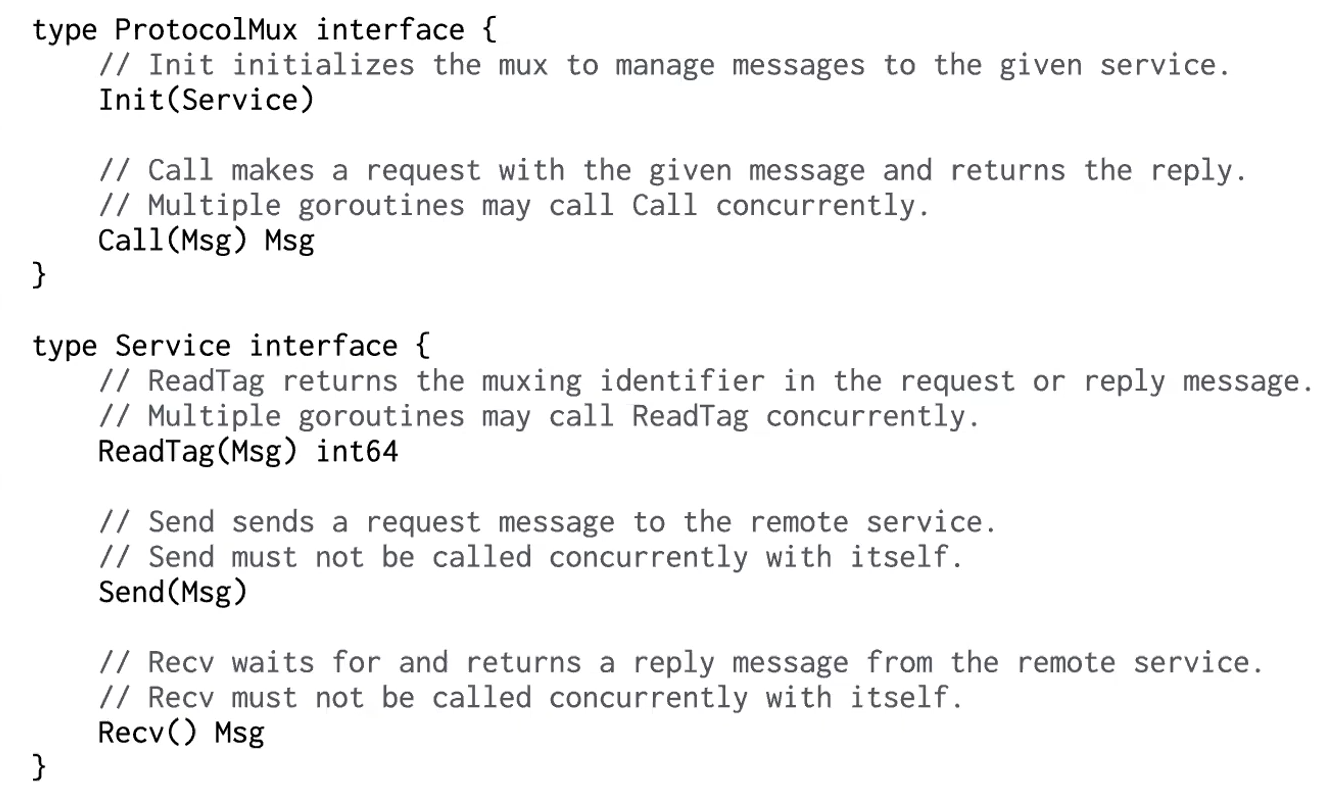 type ProtocolMux interface {
    // Init initializes the mux to manage messages to the given service.
    Init(Service)

    // Call makes a request with the given message and returns the reply.
    // Multiple goroutines may call Call concurrently.
    Call(Msg) Msg
}

type Service interface {
    // ReadTag returns the muxing identifier in the request or reply message.
    // Multiple goroutines may call ReadTag concurrently.
    ReadTag(Msg) int64

    // Send sends a request message to the remote service.
    // Send must not be called concurrently with itself.
    Send(Msg)

    // Recv waits for and returns a reply message from the remote service.
    // Recv must not be called concurrently with itself.
    Recv() Msg
}